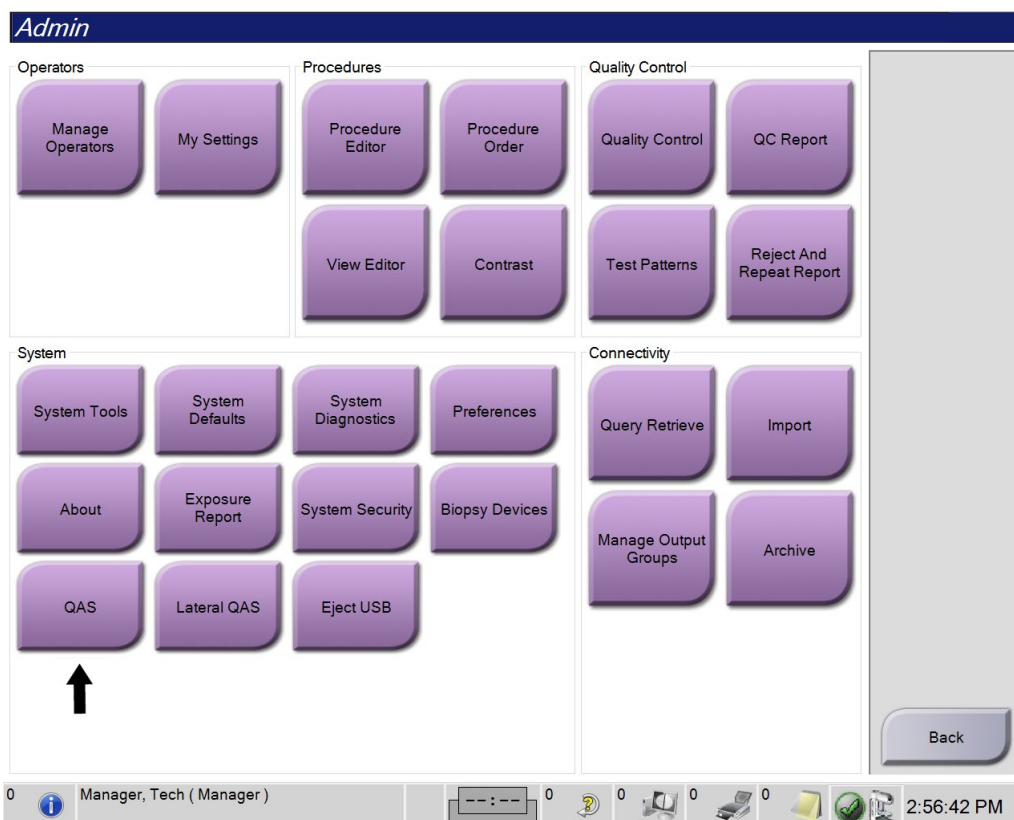 Admin
Operators
Manage
Operators
My Settings
Procedures
Procedure
Editor
Procedure
Order
View Editor
Contrast
Quality Control
Quality Control
QC Report
Test Patterns
Reject And
Repeat Report
System
System Tools
System
Defaults
System
Diagnostics
Preferences
About
Exposure
Report
System Security
Biopsy Devices
QAS
Lateral QAS
Eject USB
Connectivity
Query Retrieve
Import
Manage Output
Groups
Archive
Back
0
Manager, Tech ( Manager )
--:--
0
0
0
0
2:56:42 PM